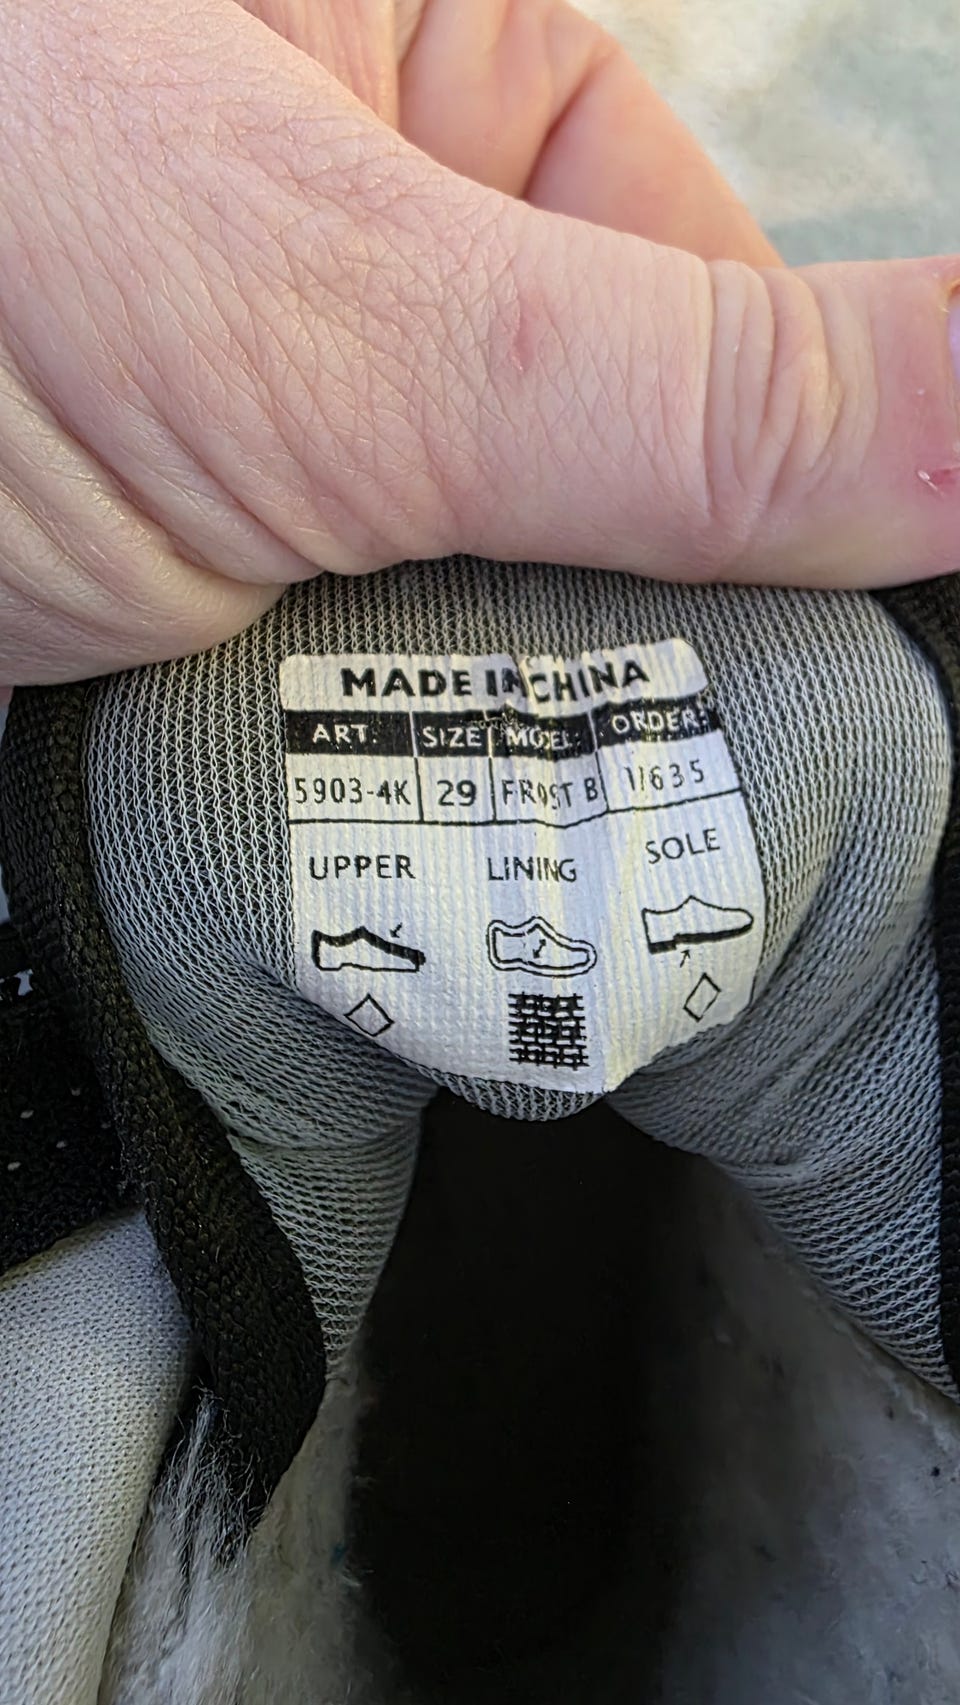 MADE IN CHINA
ART. SIZE MODEL: ORDER:
5903-4K 29 FROST B 11635
UPPER LINING SOLE